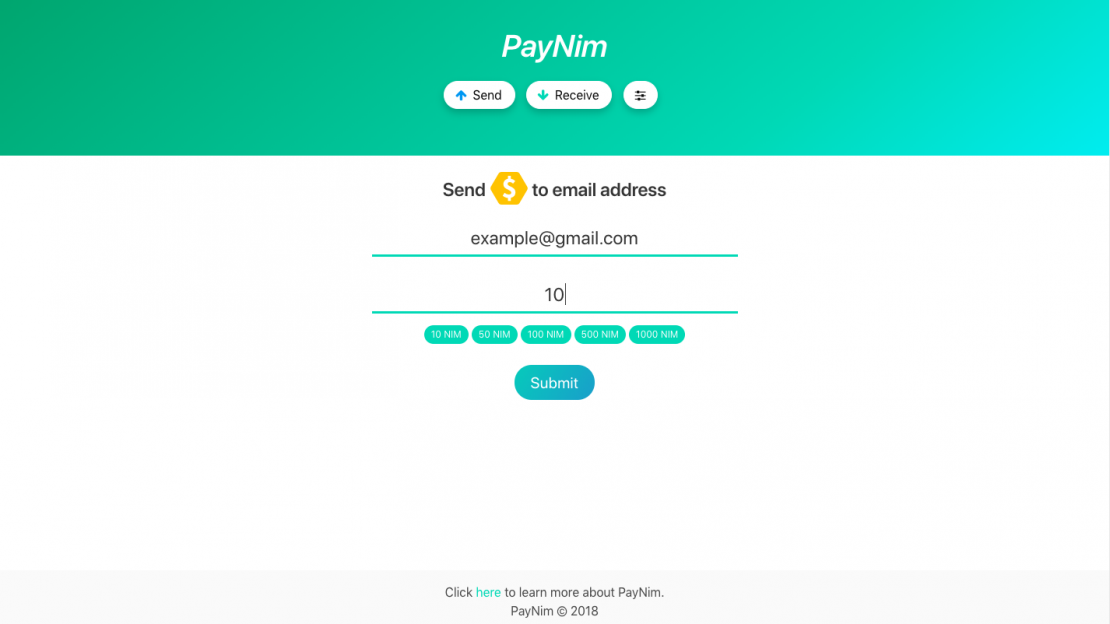 PayNim
Send Receive
Send $ to email address
example@gmail.com
10
10 NIM 50 NIM 100 NIM 500 NIM 1000 NIM
Submit
Click here to learn more about PayNim.
PayNim © 2018